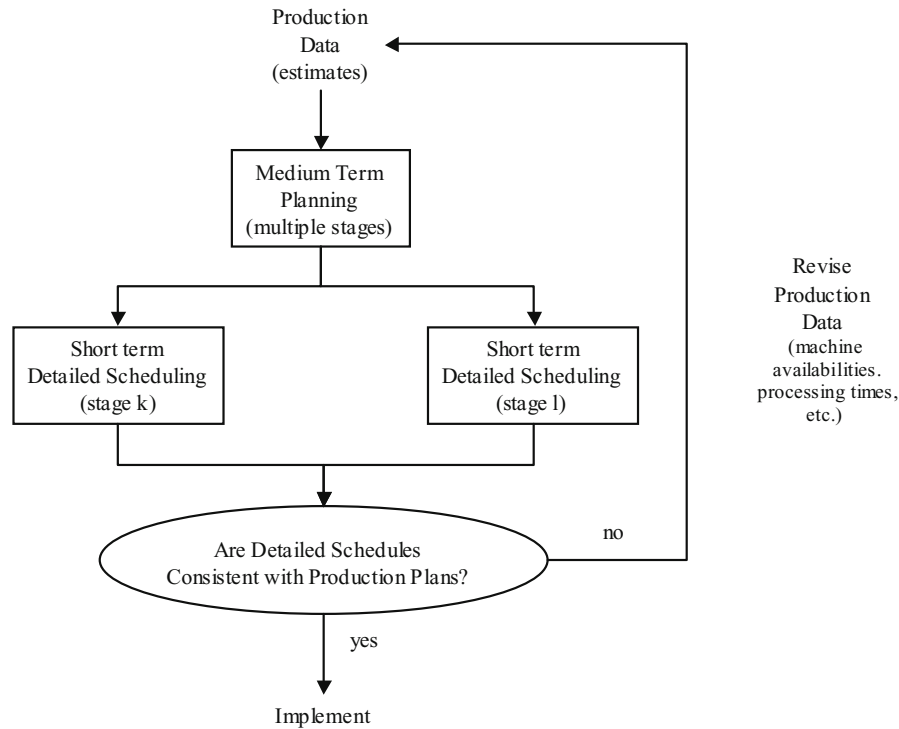 Production
Data
(estimates)
Medium Term
Planning
(multiple stages)
Short term
Detailed Scheduling
(stage k)
Short term
Detailed Scheduling
(stage l)
Revise
Production
Data
(machine
availabilities.
processing times,
etc.)
Are Detailed Schedules
Consistent with Production Plans?
no
yes
Implement